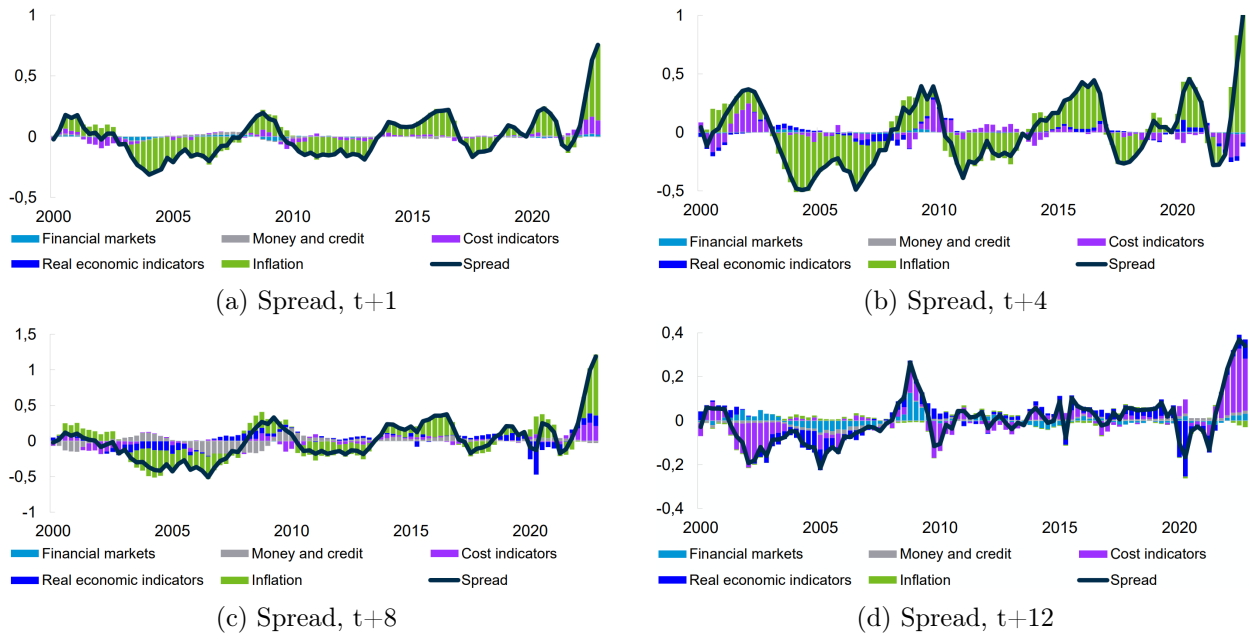 1
0,5
0
-0,5
2000 2005 2010 2015 2020
Financial markets Money and credit Cost indicators
Real economic indicators Inflation Spread
(a) Spread, t+1
1
0,5
0
-0,5
2000 2005 2010 2015 2020
Financial markets Money and credit Cost indicators
Real economic indicators Inflation Spread
(b) Spread, t+4
1,5
1
0,5
0
-0,5
-1
2000 2005 2010 2015 2020
Financial markets Money and credit Cost indicators
Real economic indicators Inflation Spread
(c) Spread, t+8
0,4
0,2
0
-0,2
-0,4
2000 2005 2010 2015 2020
Financial markets Money and credit Cost indicators
Real economic indicators Inflation Spread
(d) Spread, t+12